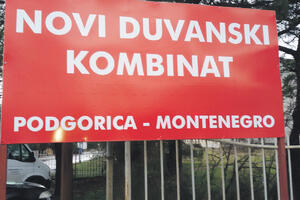 NOVI DUVANSKI
KOMBINAT
PODGORICA - MONTENEGRO